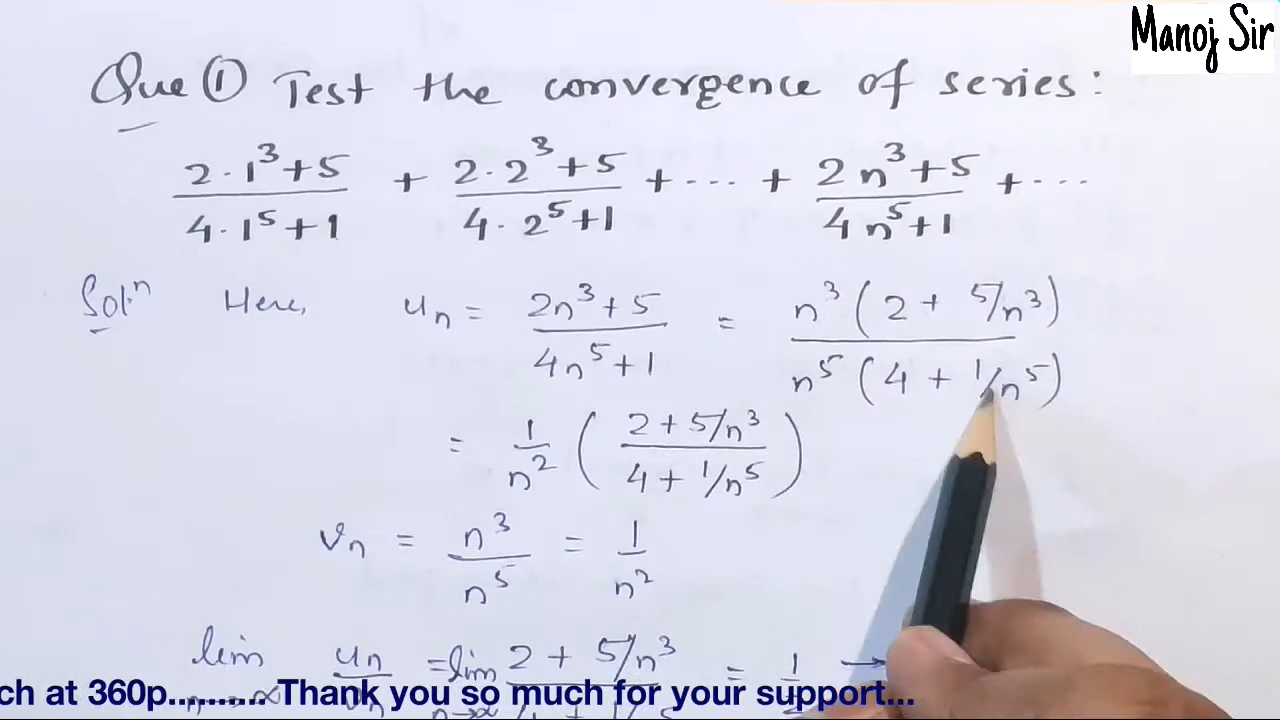 Manoj Sir
Que ① Test the convergence of series:
2·1³+5 / 4·1⁵+1 + 2·2³+5 / 4·2⁵+1 + ··· + 2n³+5 / 4n⁵+1 + ···
Solⁿ Here, uₙ = 2n³+5 / 4n⁵+1 = n³(2 + 5/n³) / n⁵(4 + 1/n⁵)
= 1/n² ( 2+5/n³ / 4+1/n⁵ )
vₙ = n³/n⁵ = 1/n²
lim n→∞ uₙ/vₙ = lim n→∞ 2 + 5/n³ / 4 + 1/ = 1/
ch at 360p.......... Thank you so much for your support...